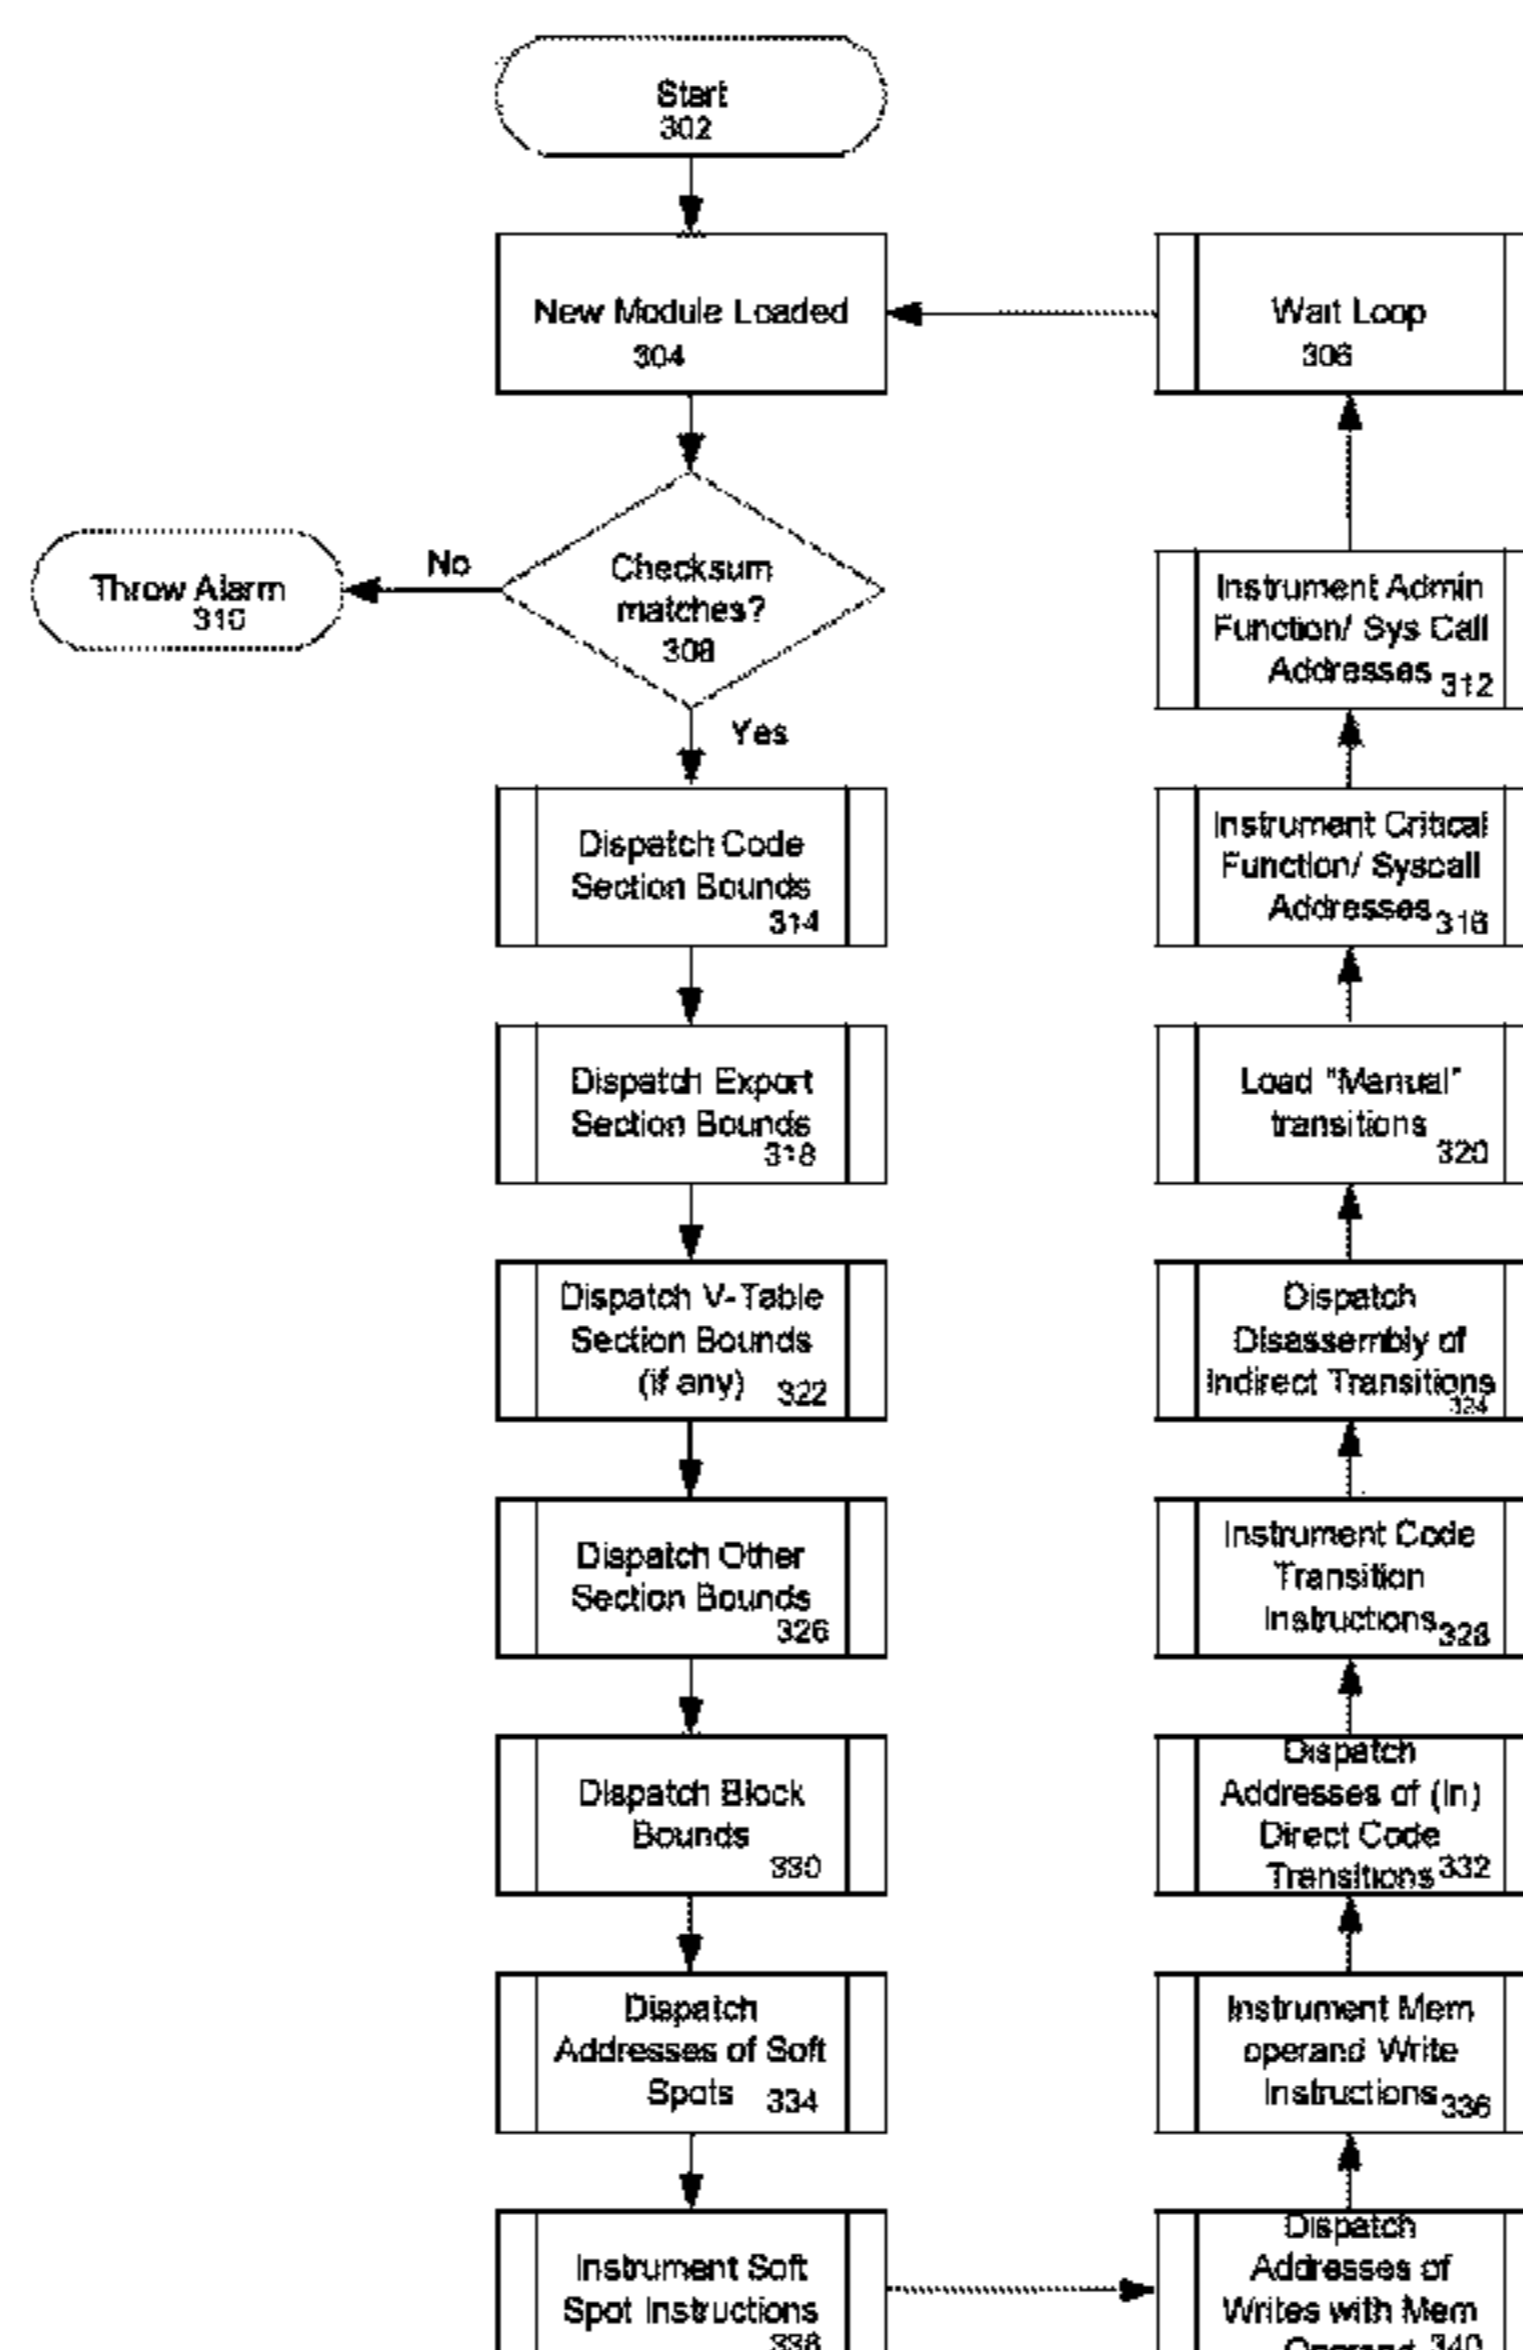 Start
302
New Module Loaded
304
Wait Loop
306
No
Checksum
matches?
308
Throw Alarm
310
Yes
Instrument Admin
Function/ Sys Call
Addresses 312
Dispatch Code
Section Bounds
314
Instrument Critical
Function/ Syscall
Addresses 316
Dispatch Export
Section Bounds
318
Load "Manual"
transitions
320
Dispatch V-Table
Section Bounds
(if any) 322
Dispatch
Disassembly of
Indirect Transitions
324
Dispatch Other
Section Bounds
326
Instrument Code
Transition
Instructions 328
Dispatch Block
Bounds
330
Dispatch
Addresses of (In)
Direct Code
Transitions 332
Dispatch
Addresses of Soft
Spots 334
Instrument Mem
operand Write
Instructions 336
Instrument Soft
Spot Instructions
338
Dispatch
Addresses of
Writes with Mem
Operand 340